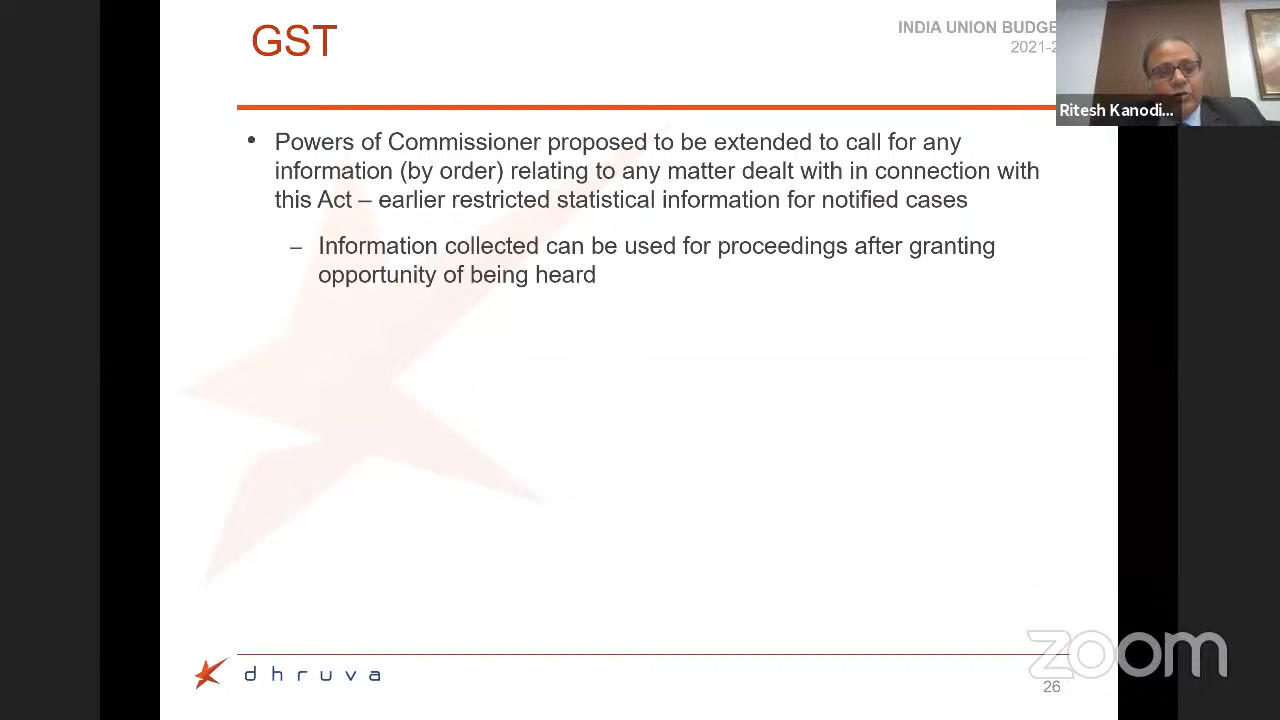 GST
INDIA UNION BUDGE
2021-2
Ritesh Kanodi...
• Powers of Commissioner proposed to be extended to call for any
information (by order) relating to any matter dealt with in connection with
this Act – earlier restricted statistical information for notified cases
– Information collected can be used for proceedings after granting
opportunity of being heard
dhruva
zoom
26